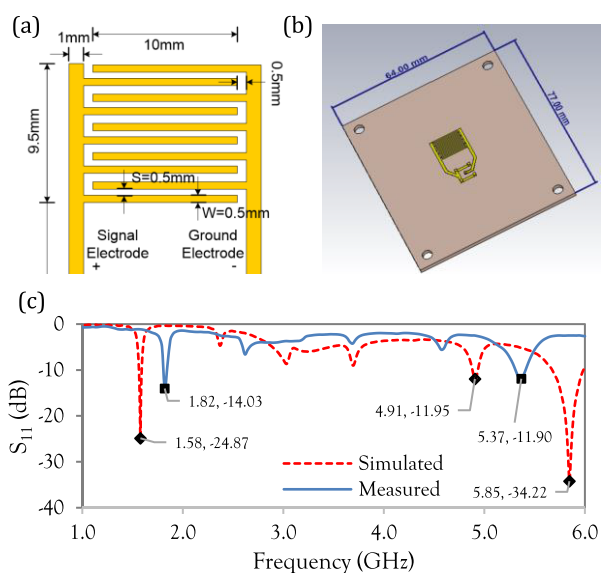 (a)
1mm
10mm
0.5mm
9.5mm
S=0.5mm
W=0.5mm
Signal
Electrode
+
Ground
Electrode
-
(b)
64.00 mm
77.00 mm
(c)
0
-10
-20
-30
-40
S11 (dB)
1.82, -14.03
1.58, -24.87
4.91, -11.95
5.37, -11.90
5.85, -34.22
Simulated
Measured
1.0 2.0 3.0 4.0 5.0 6.0
Frequency (GHz)